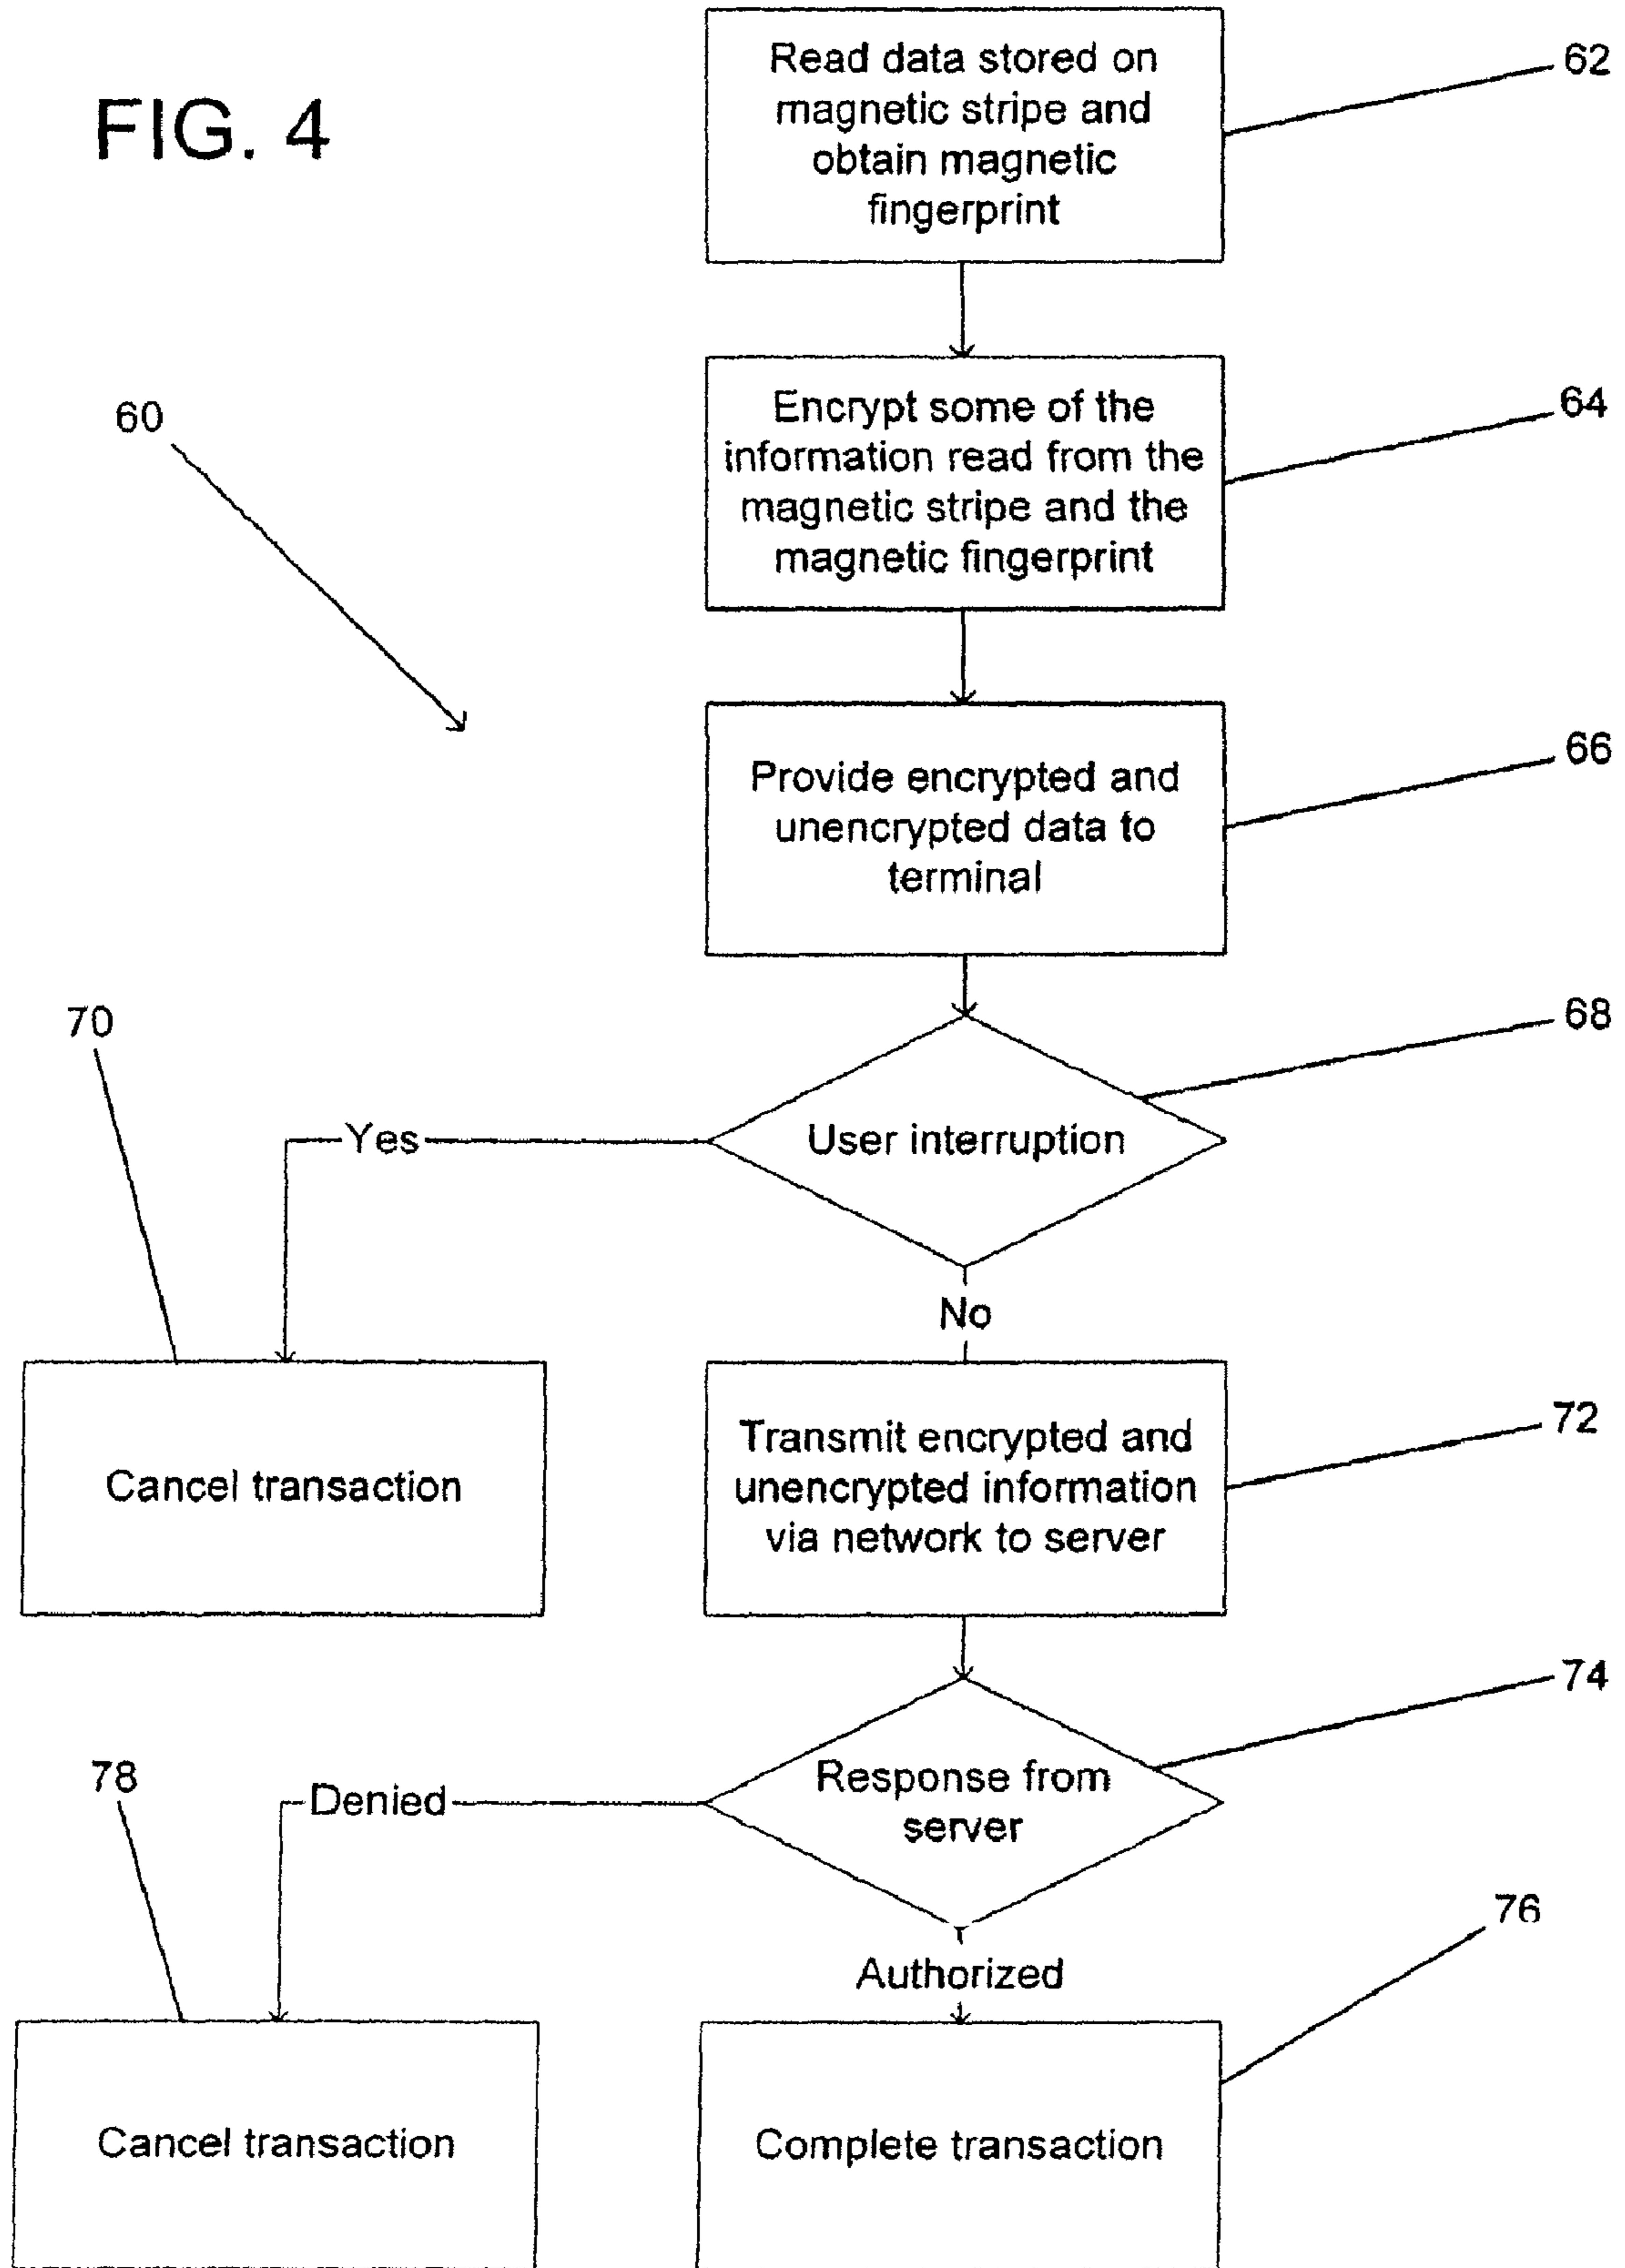 FIG. 4
Read data stored on
magnetic stripe and
obtain magnetic
fingerprint
62
Encrypt some of the
information read from the
magnetic stripe and the
magnetic fingerprint
64
60
Provide encrypted and
unencrypted data to
terminal
66
User interruption
68
Yes
70
No
Cancel transaction
Transmit encrypted and
unencrypted information
via network to server
72
Response from
server
74
Denied
78
Authorized
76
Cancel transaction
Complete transaction